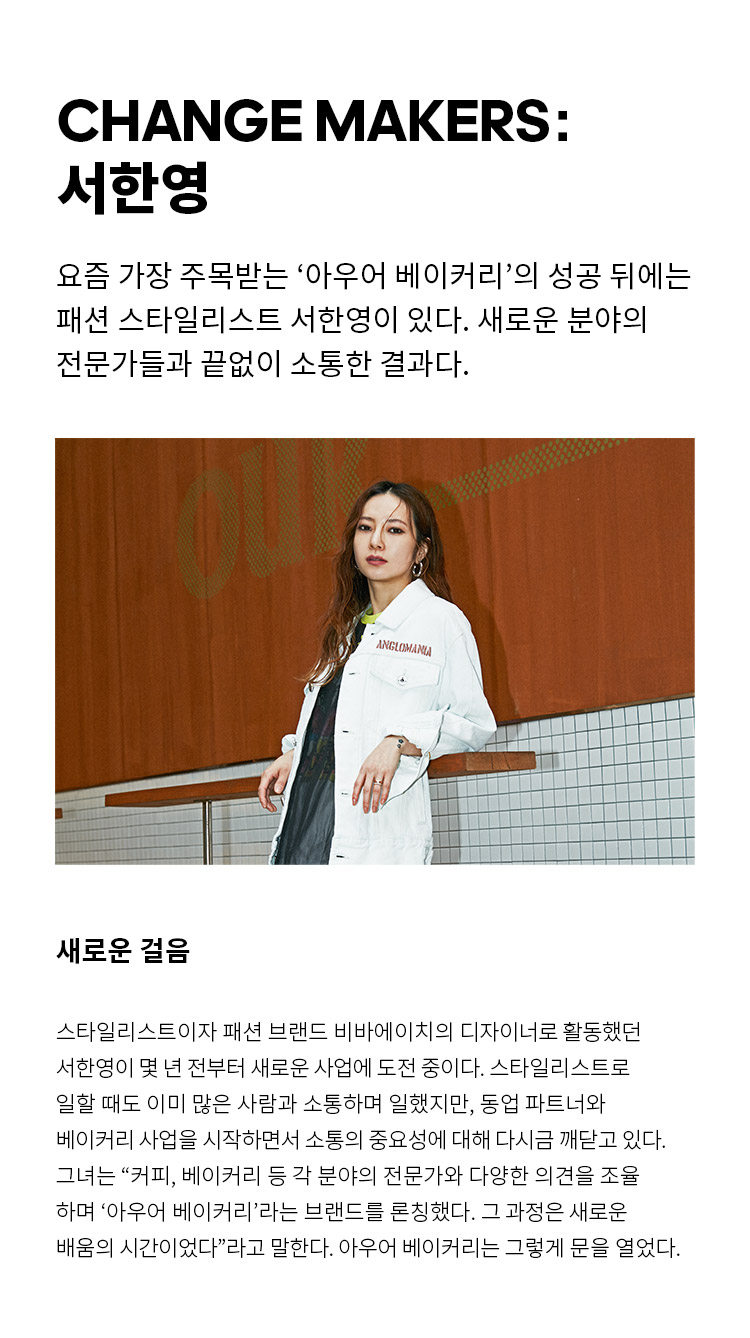 CHANGE MAKERS:
서한영
요즘 가장 주목받는 ‘아우어 베이커리’의 성공 뒤에는
패션 스타일리스트 서한영이 있다. 새로운 분야의
전문가들과 끝없이 소통한 결과다.
our
ANGLOMANIA
새로운 걸음
스타일리스트이자 패션 브랜드 비바에이치의 디자이너로 활동했던
서한영이 몇 년 전부터 새로운 사업에 도전 중이다. 스타일리스트로
일할 때도 이미 많은 사람과 소통하며 일했지만, 동업 파트너와
베이커리 사업을 시작하면서 소통의 중요성에 대해 다시금 깨닫고 있다.
그녀는 “커피, 베이커리 등 각 분야의 전문가와 다양한 의견을 조율
하며 ‘아우어 베이커리’라는 브랜드를 론칭했다. 그 과정은 새로운
배움의 시간이었다”라고 말한다. 아우어 베이커리는 그렇게 문을 열었다.